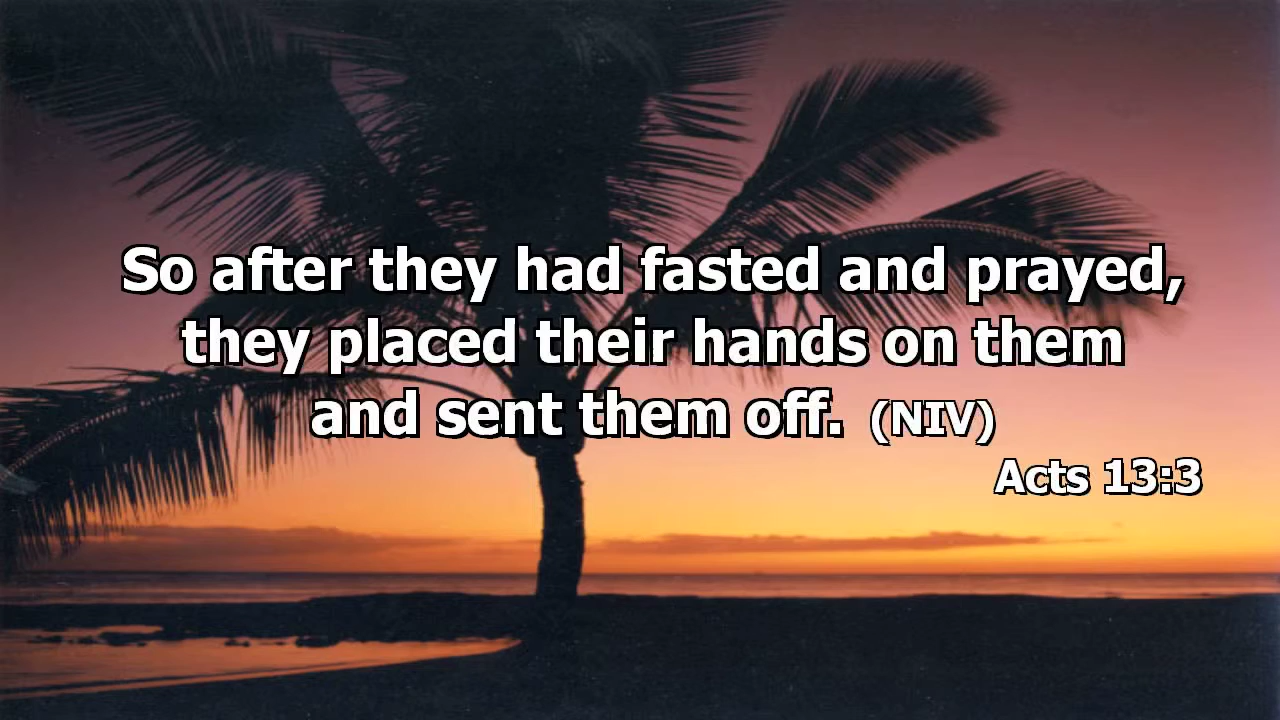 So after they had fasted and prayed,
they placed their hands on them
and sent them off. (NIV)
Acts 13:3